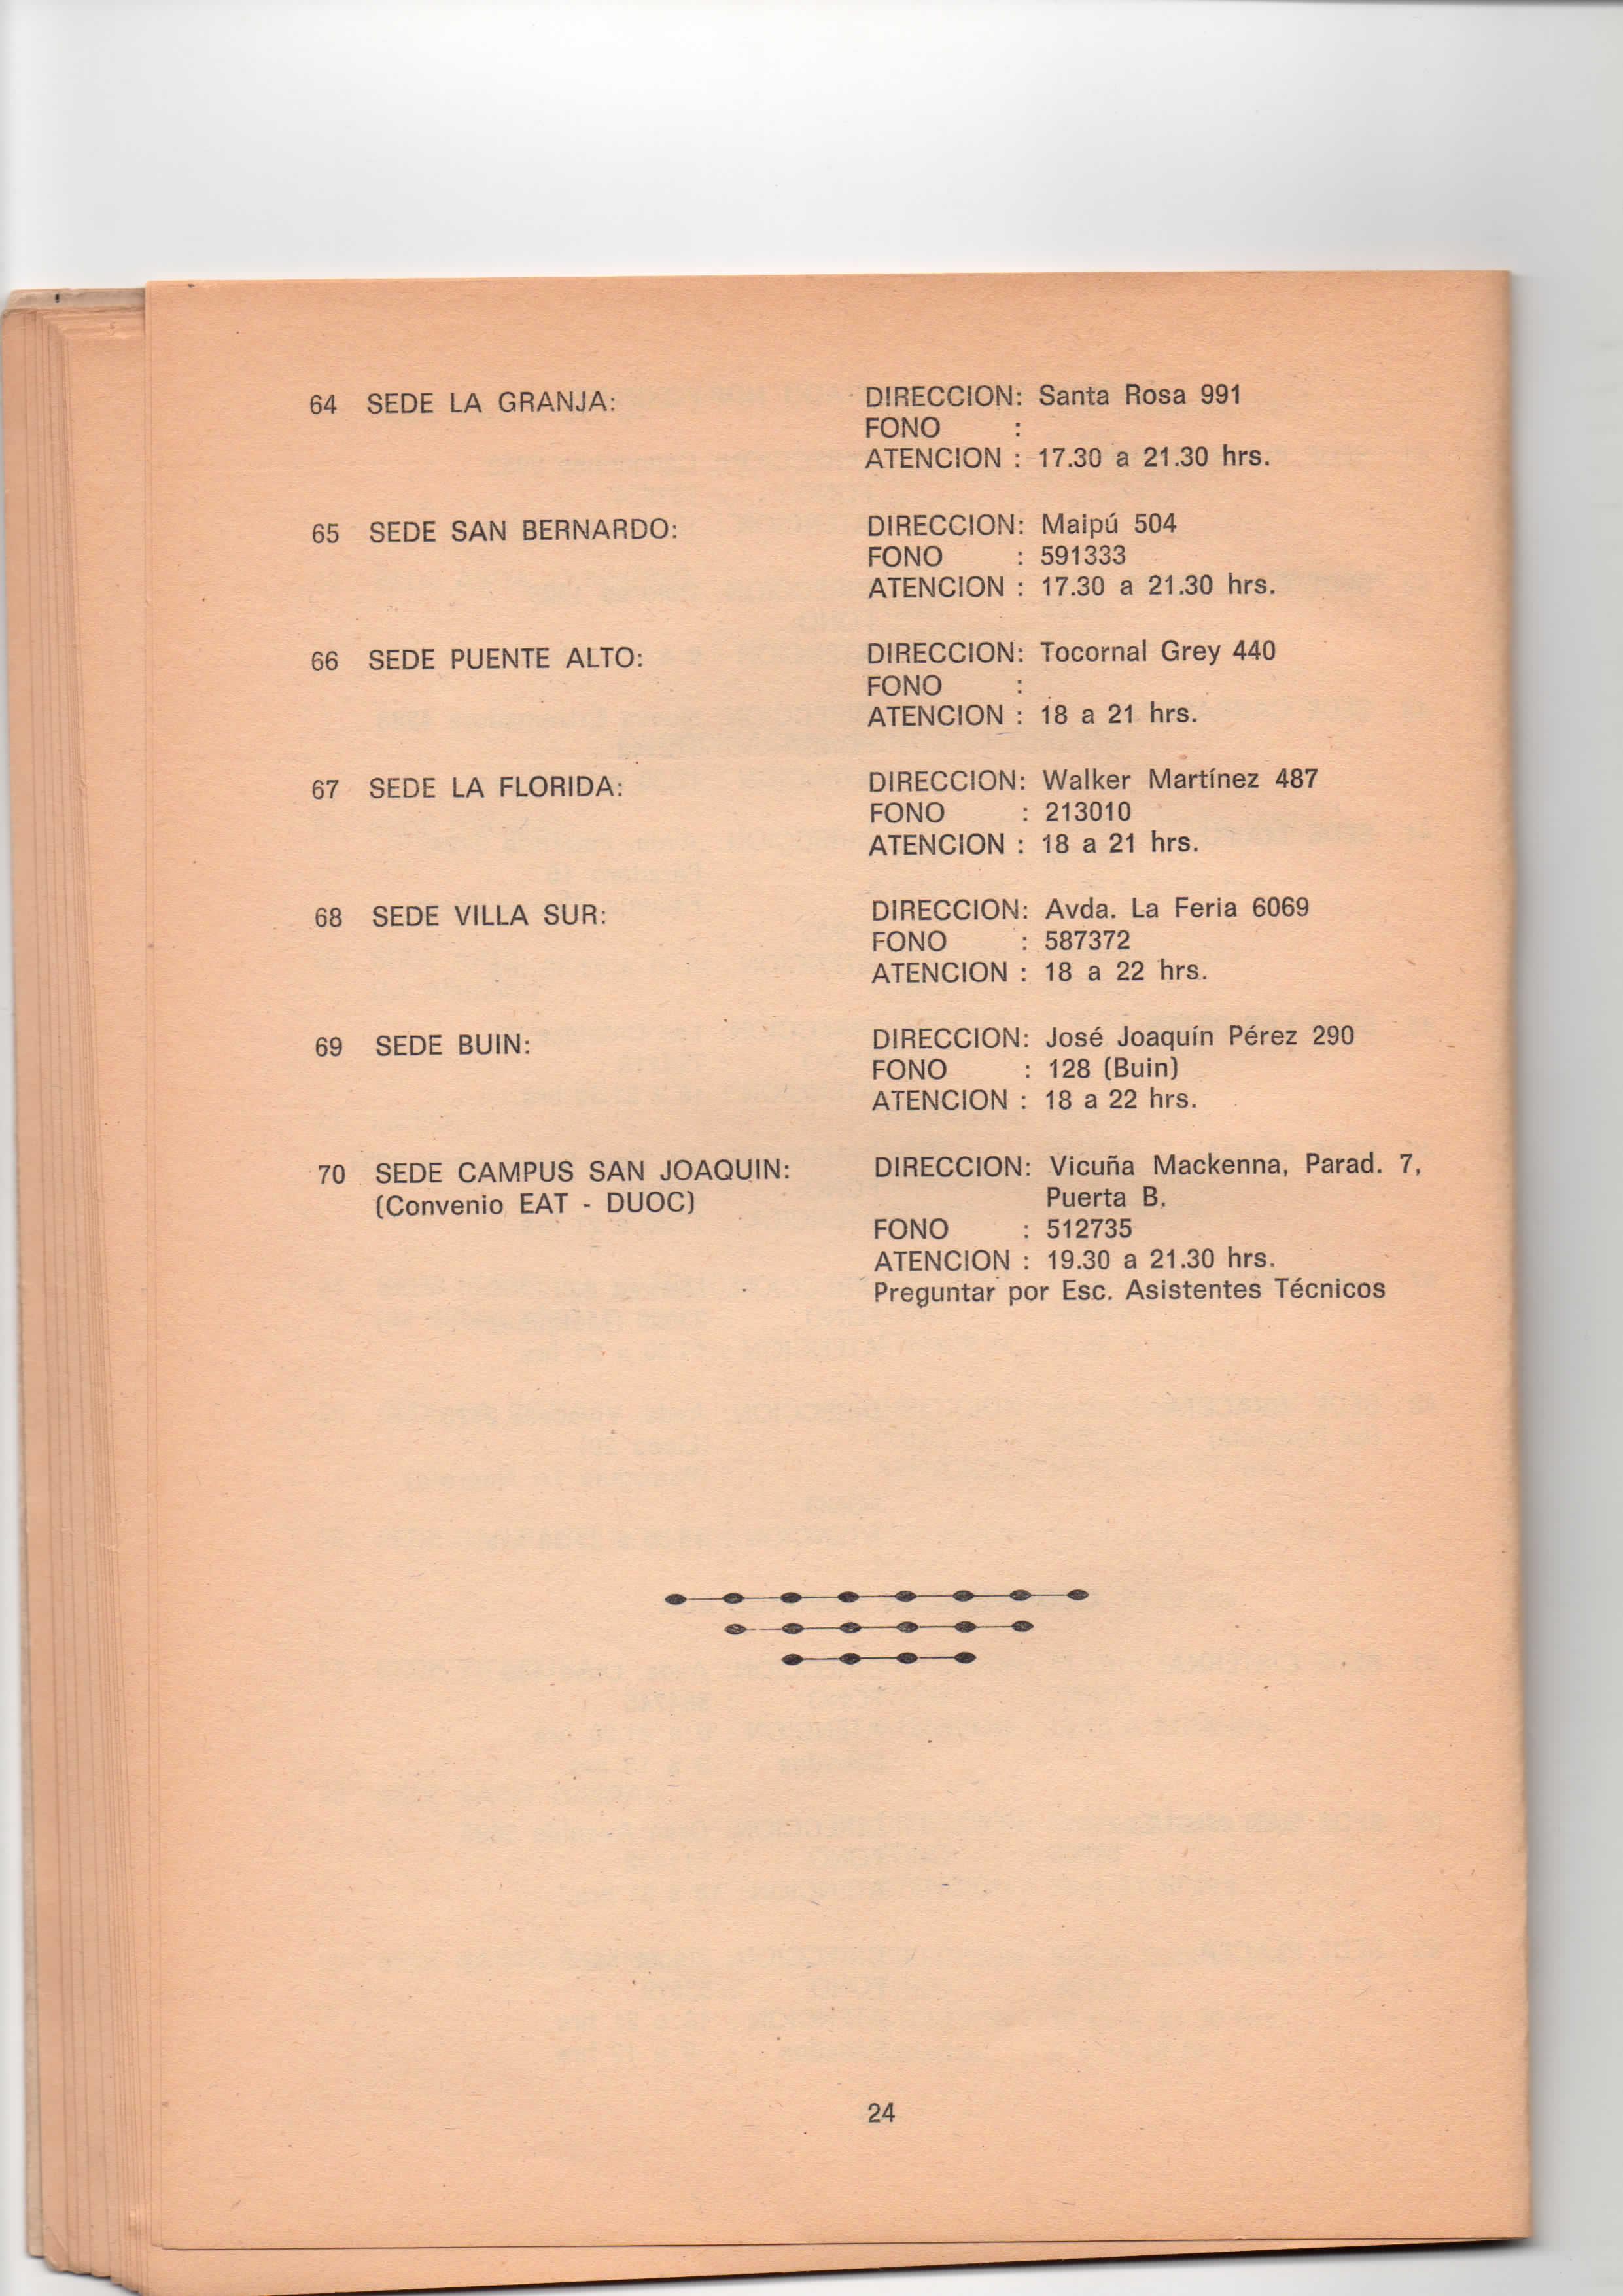 64 SEDE LA GRANJA: DIRECCION: Santa Rosa 991
FONO :
ATENCION : 17.30 a 21.30 hrs.
65 SEDE SAN BERNARDO: DIRECCION: Maipú 504
FONO : 591333
ATENCION : 17.30 a 21.30 hrs.
66 SEDE PUENTE ALTO: DIRECCION: Tocornal Grey 440
FONO :
ATENCION : 18 a 21 hrs.
67 SEDE LA FLORIDA: DIRECCION: Walker Martínez 487
FONO : 213010
ATENCION : 18 a 21 hrs.
68 SEDE VILLA SUR: DIRECCION: Avda. La Feria 6069
FONO : 587372
ATENCION : 18 a 22 hrs.
69 SEDE BUIN: DIRECCION: José Joaquín Pérez 290
FONO : 128 (Buin)
ATENCION : 18 a 22 hrs.
70 SEDE CAMPUS SAN JOAQUIN: DIRECCION: Vicuña Mackenna, Parad. 7,
(Convenio EAT - DUOC) Puerta B.
FONO : 512735
ATENCION : 19.30 a 21.30 hrs.
Preguntar por Esc. Asistentes Técnicos
24